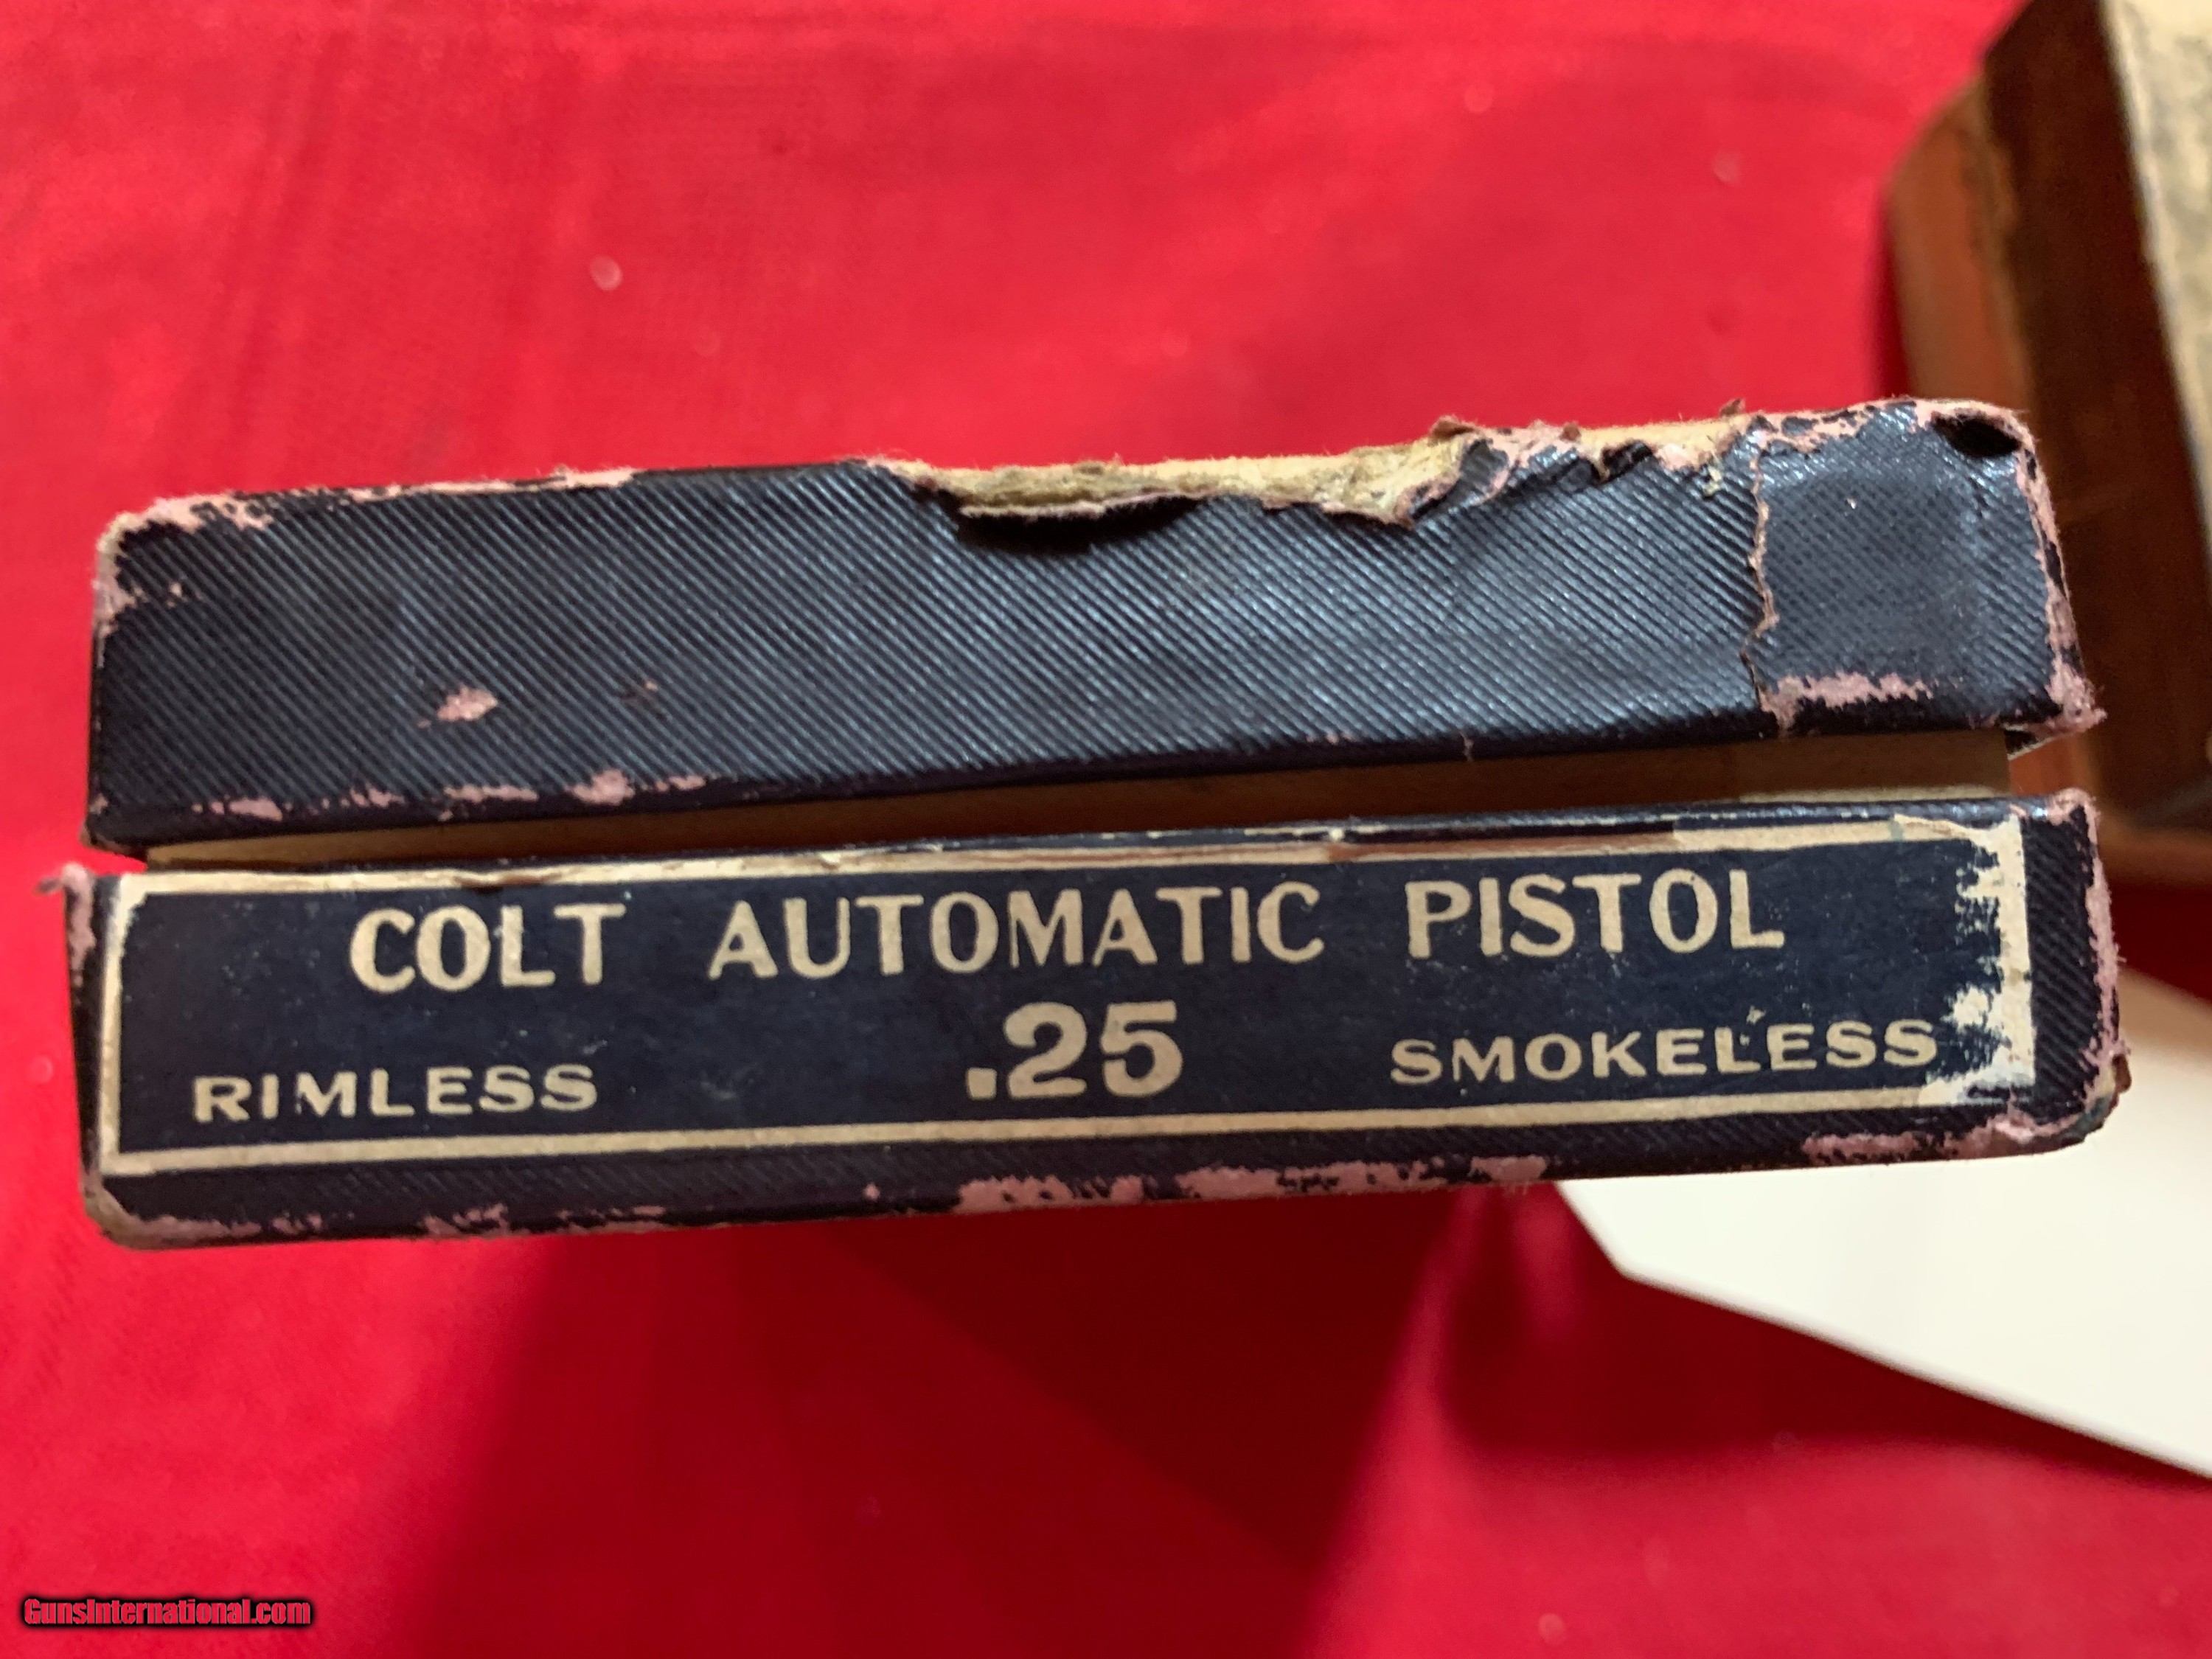 COLT AUTOMATIC PISTOL
.25
RIMLESS SMOKELESS
GunsInternational.com